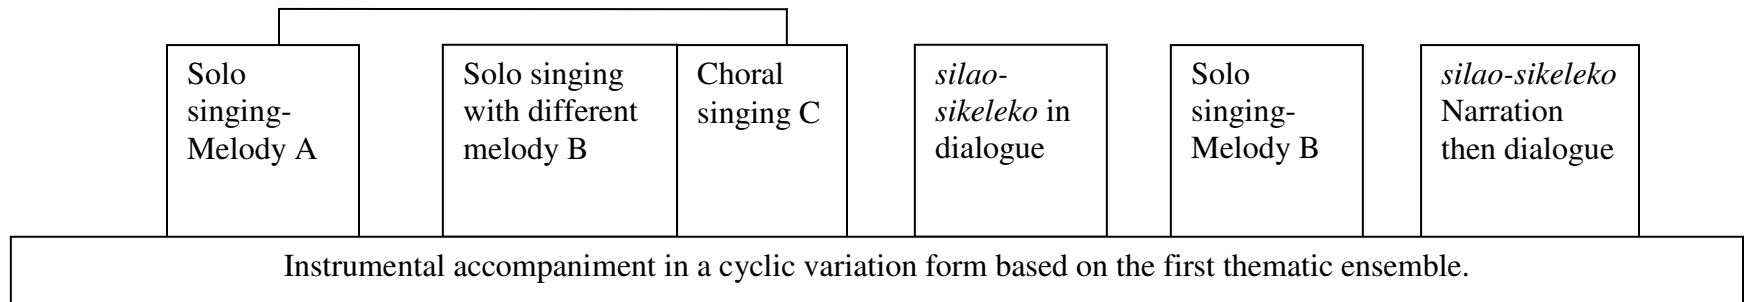 Solo
singing-
Melody A
Solo singing
with different
melody B
Choral
singing C
silao-
sikeleko in
dialogue
Solo
singing-
Melody B
silao-sikeleko
Narration
then dialogue
Instrumental accompaniment in a cyclic variation form based on the first thematic ensemble.